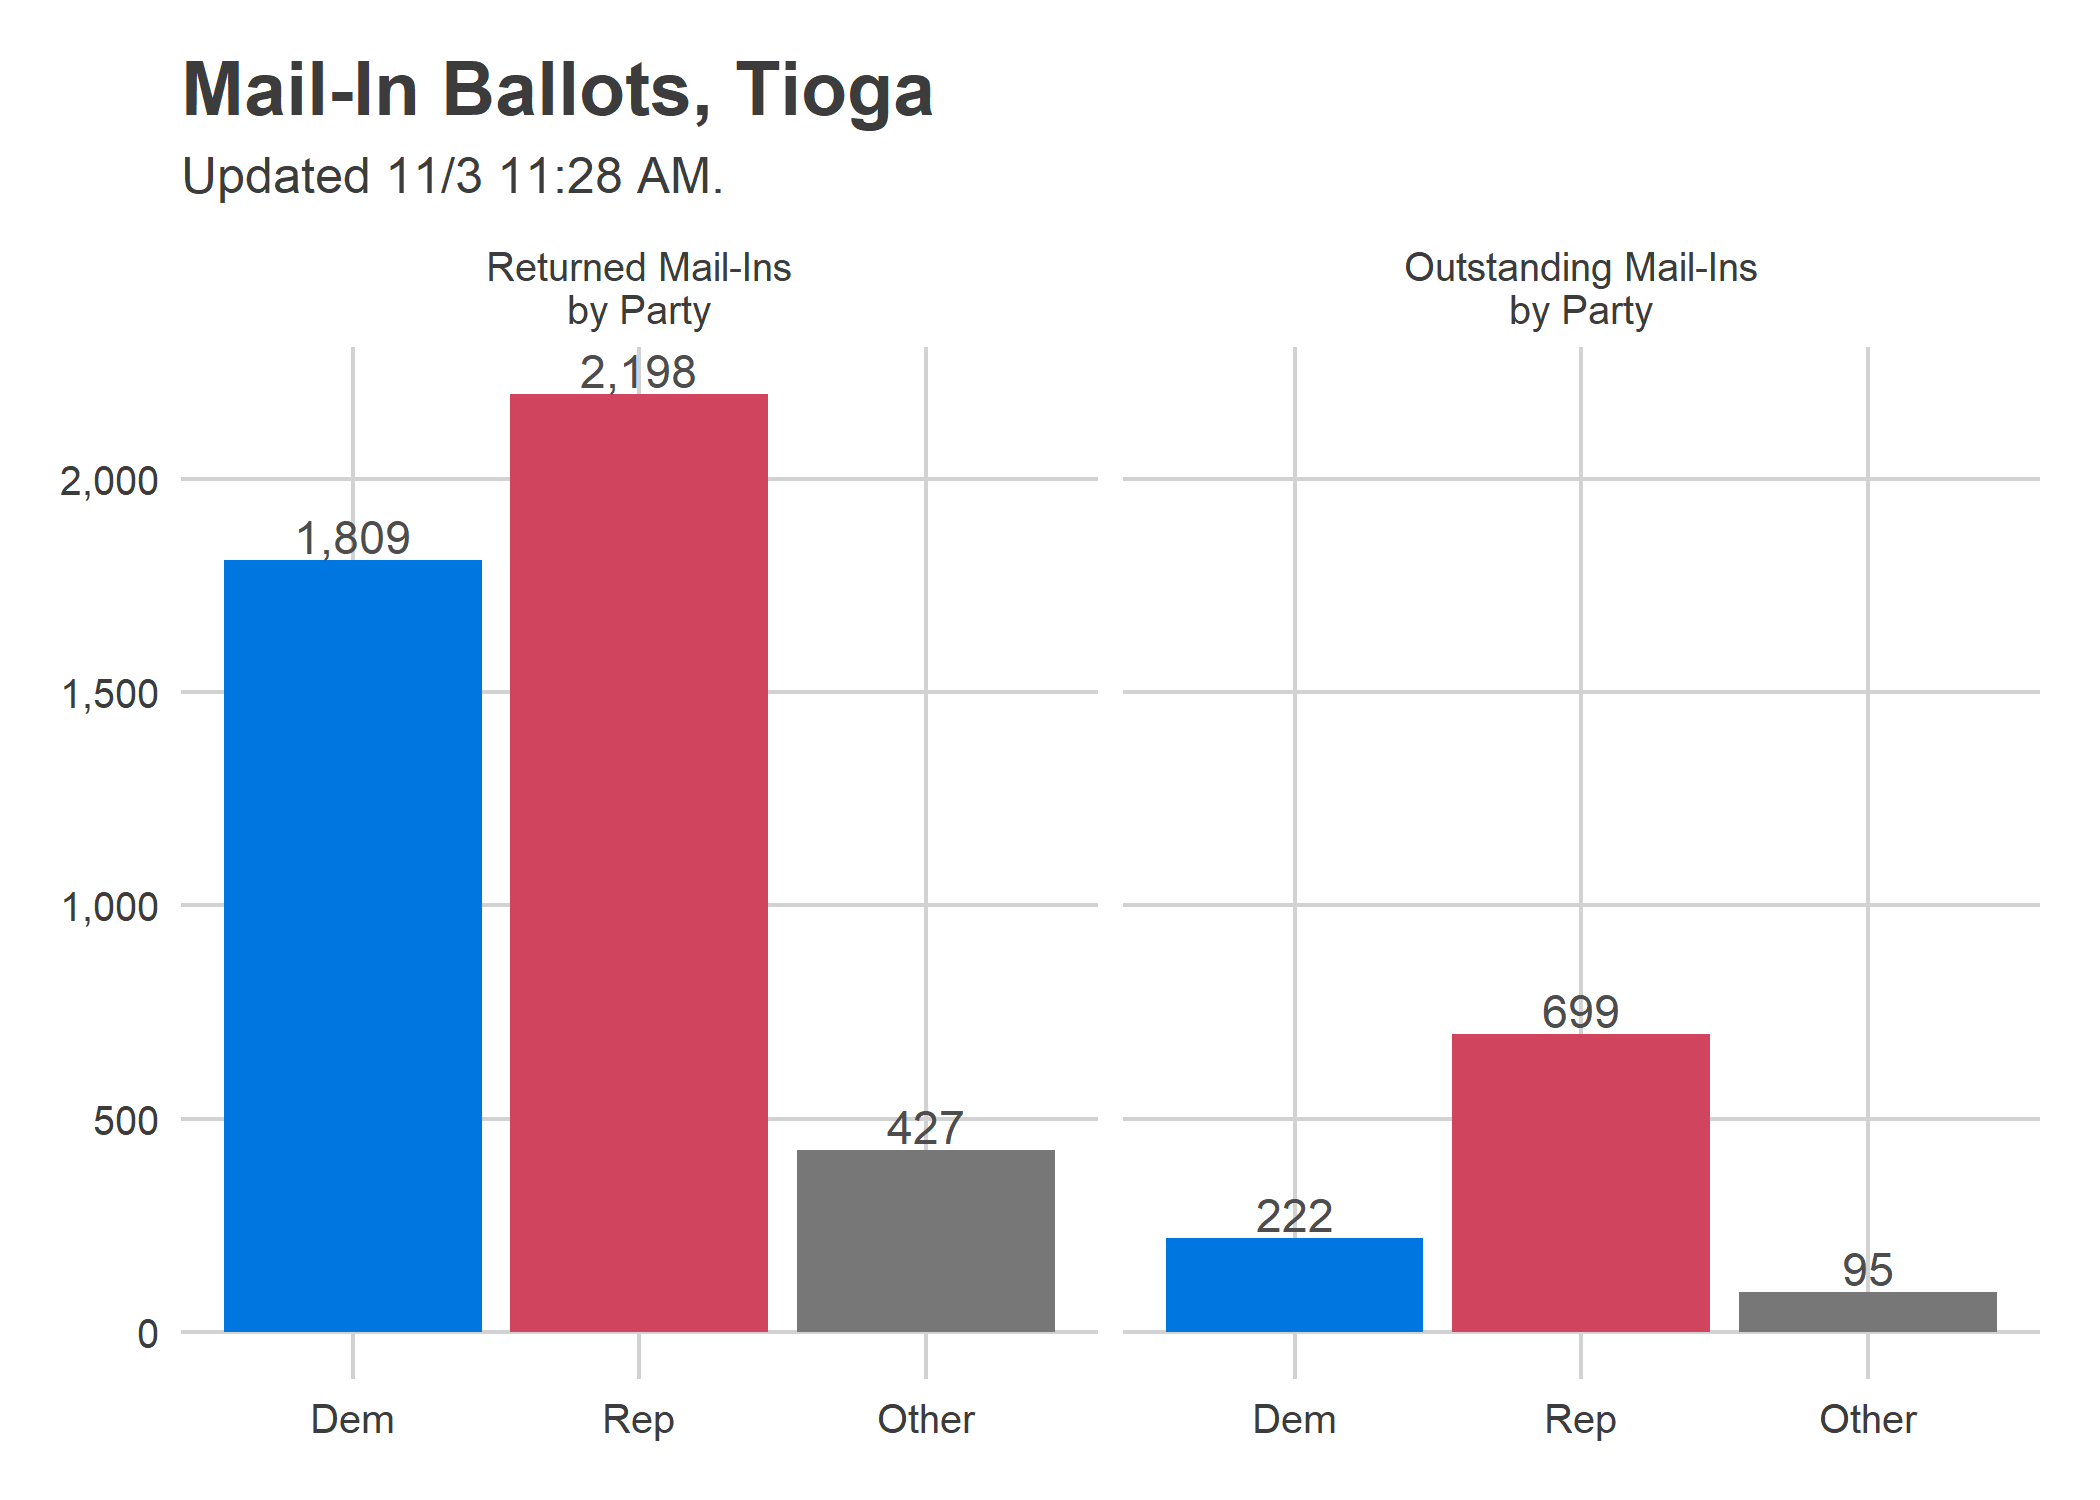 Mail-In Ballots, Tioga
Updated 11/3 11:28 AM.
Returned Mail-Ins
by Party
Outstanding Mail-Ins
by Party
2,000
1,500
1,000
500
0
1,809
2,198
427
222
699
95
Dem
Rep
Other
Dem
Rep
Other